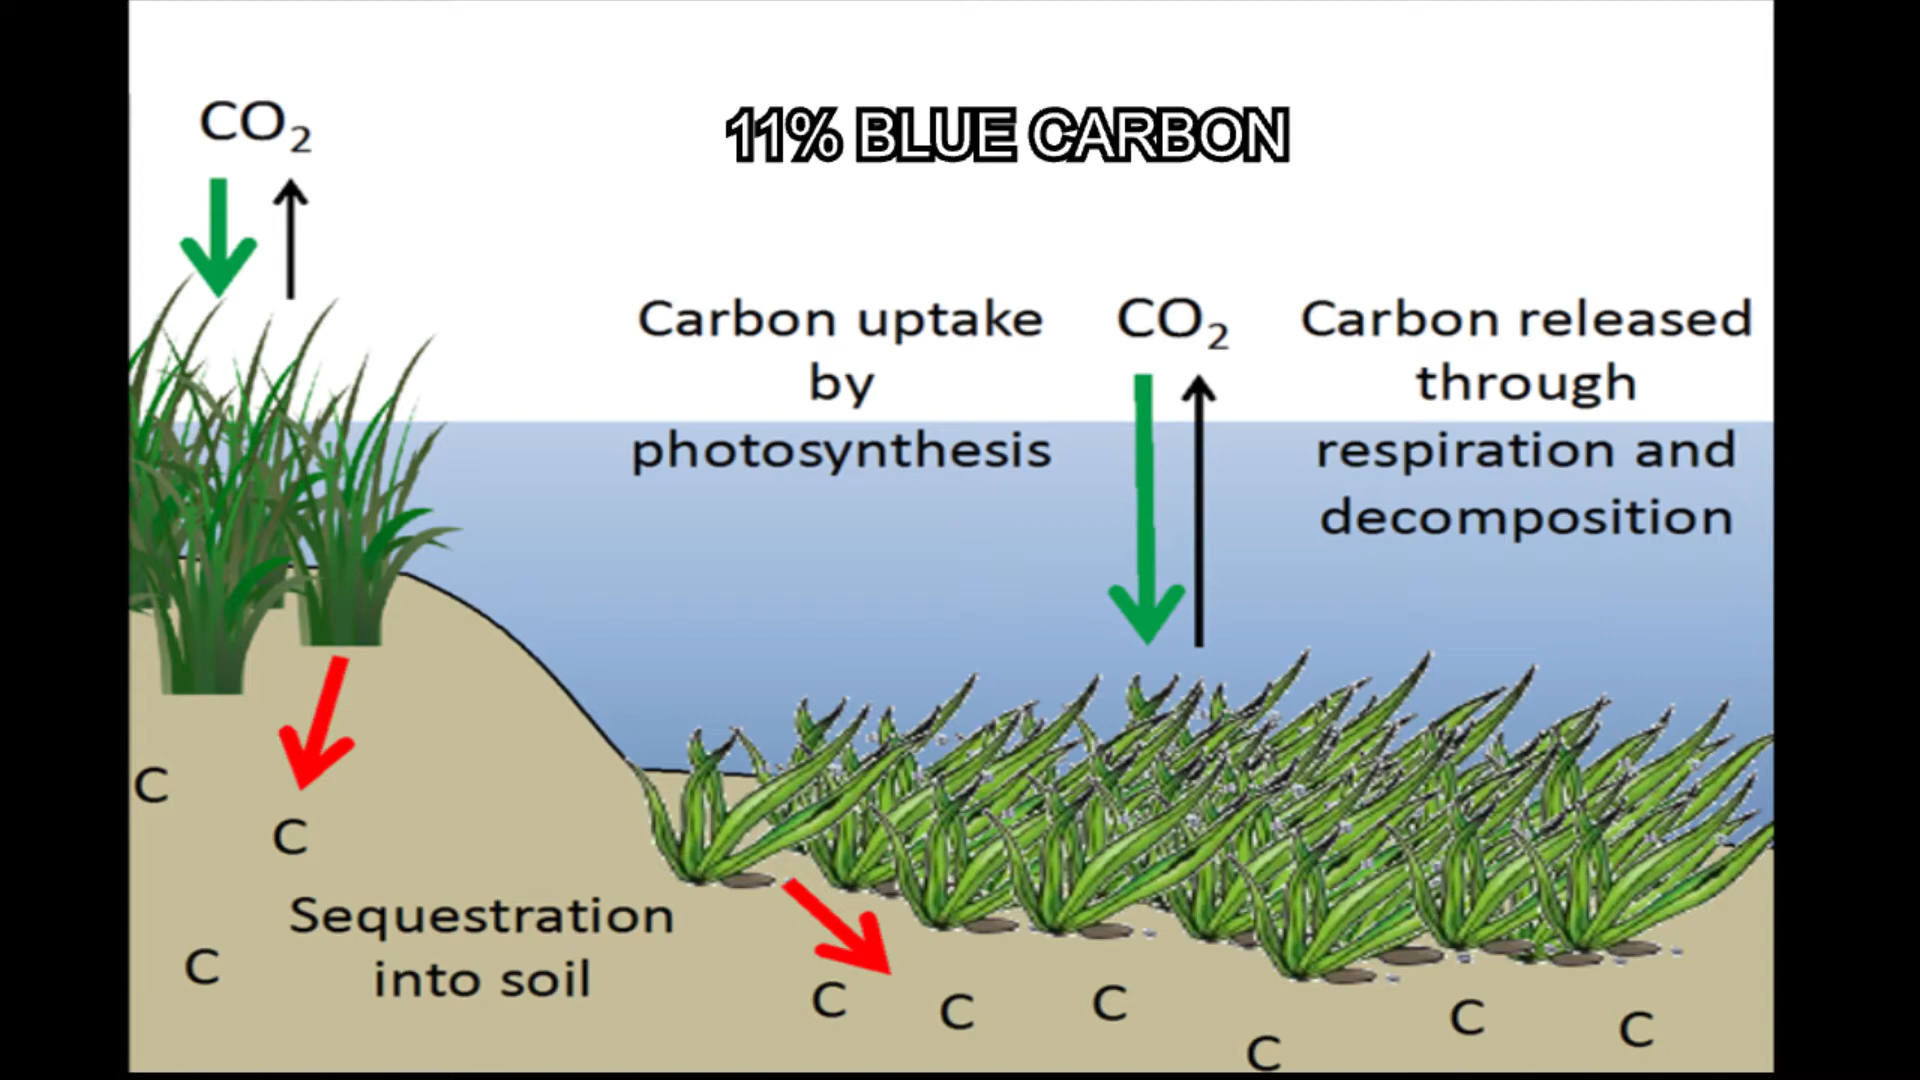 CO₂
11% BLUE CARBON
Carbon uptake
by
photosynthesis
CO₂
Carbon released
through
respiration and
decomposition
C
C
Sequestration
into soil
C
C
C
C
C
C
C